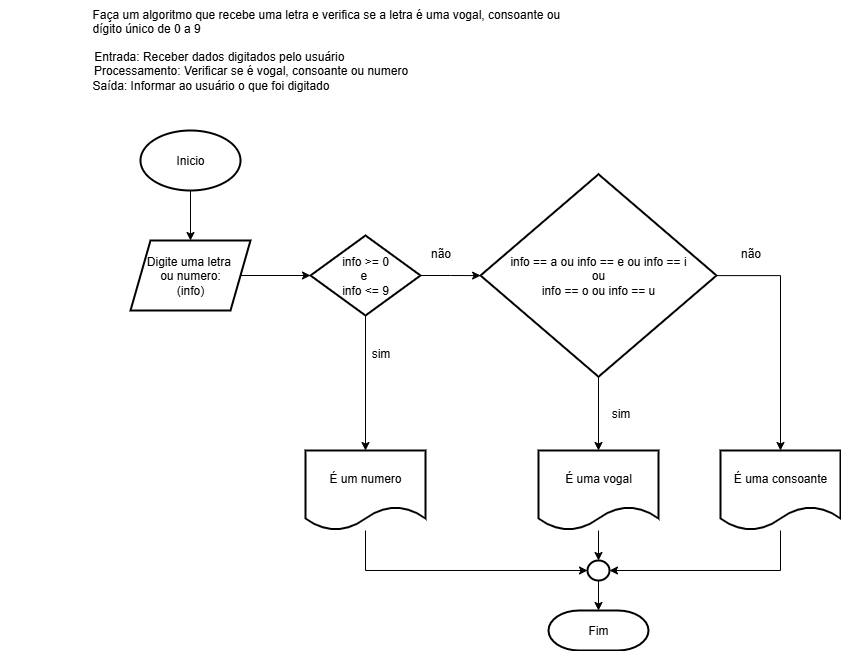 Faça um algoritmo que recebe uma letra e verifica se a letra é uma vogal, consoante ou
dígito único de 0 a 9
Entrada: Receber dados digitados pelo usuário
Processamento: Verificar se é vogal, consoante ou numero
Saída: Informar ao usuário o que foi digitado
Inicio
Digite uma letra
ou numero:
(info)
info >= 0
e
info <= 9
não
info == a ou info == e ou info == i
ou
info == o ou info == u
não
sim
sim
É um numero
É uma vogal
É uma consoante
Fim